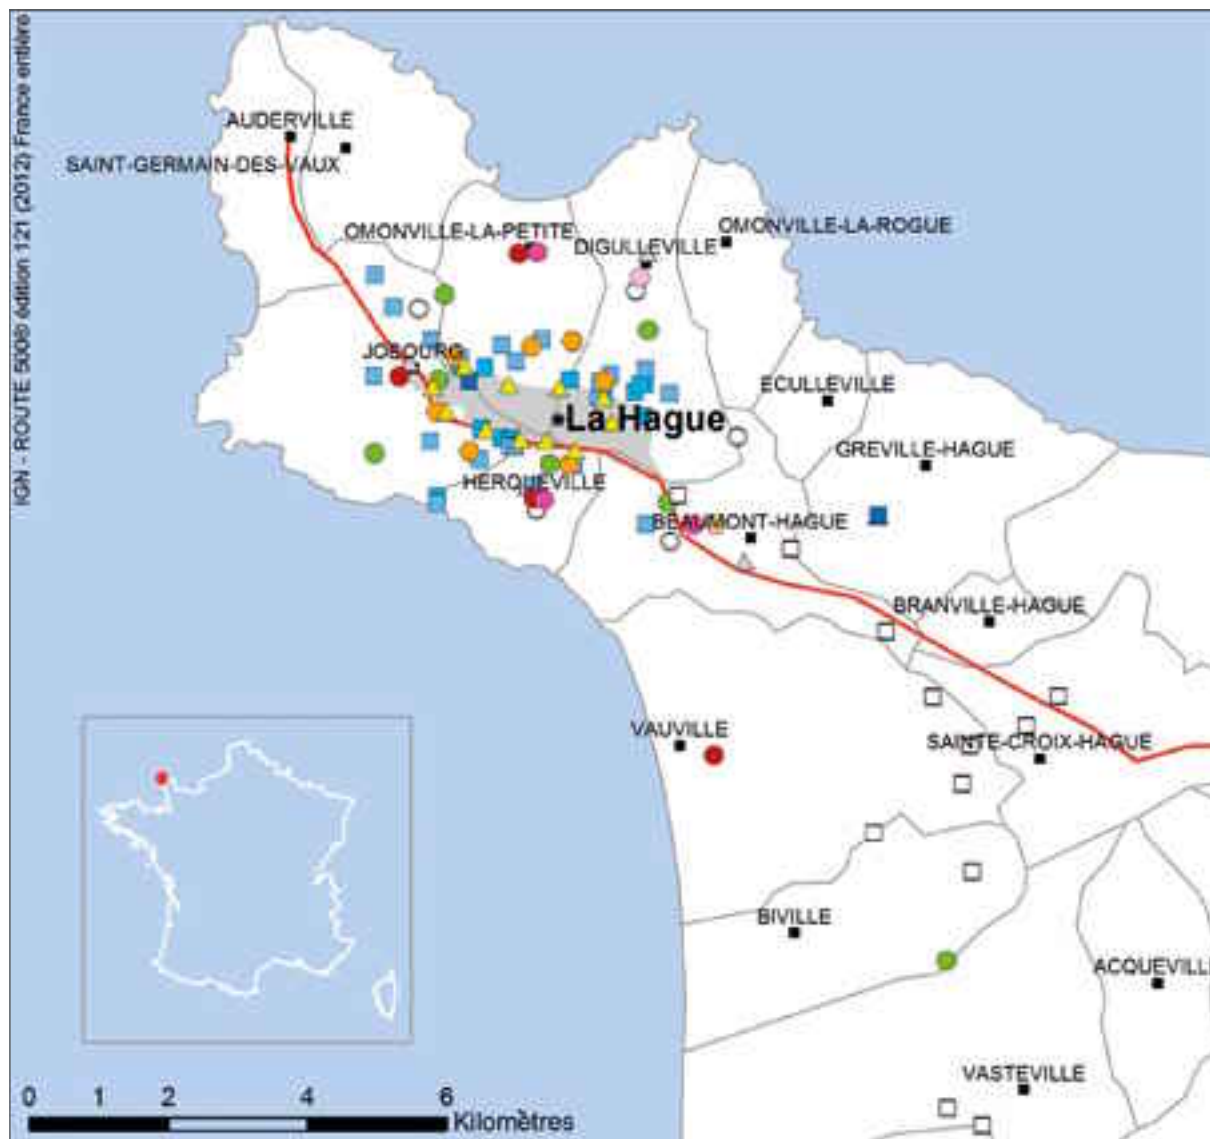 IGN - ROUTE 500® édition 121 (2012) France entière
AUDERVILLE
SAINT-GERMAIN-DES-VAUX
OMONVILLE-LA-PETITE
OMONVILLE-LA-ROGUE
DIGULLEVILLE
JOBOURG
ECULLEVILLE
La Hague
GREVILLE-HAGUE
HERQUEVILLE
BEAUMONT-HAGUE
BRANVILLE-HAGUE
VAUVILLE
SAINTE-CROIX-HAGUE
BIVILLE
ACQUEVILLE
VASTEVILLE
0 1 2 4 6
Kilomètres